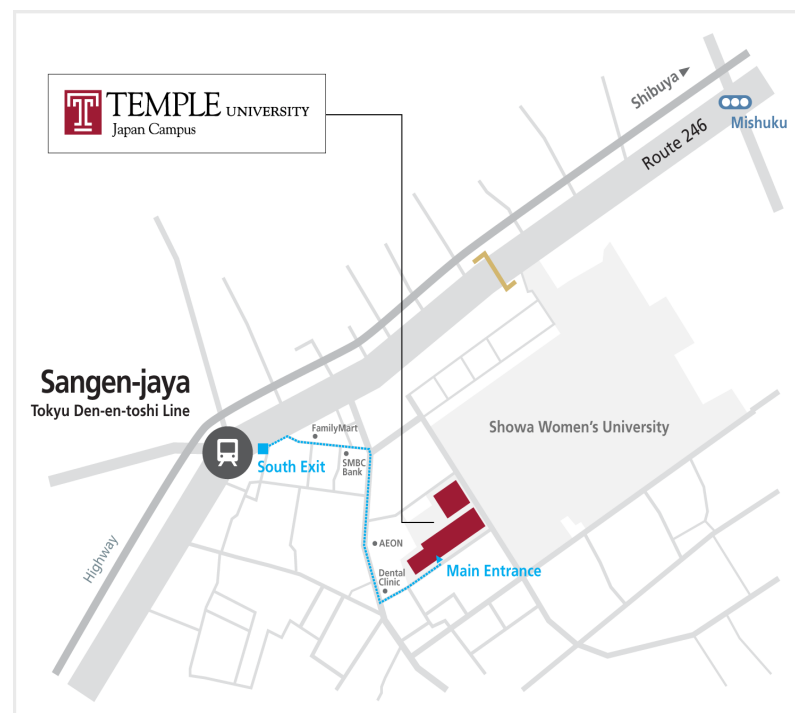 TEMPLE UNIVERSITY
Japan Campus
Shibuya
Mishuku
Route 246
Sangen-jaya
Tokyu Den-en-toshi Line
FamilyMart
South Exit
SMBC
Bank
Showa Women's University
AEON
Highway
Dental
Clinic
Main Entrance